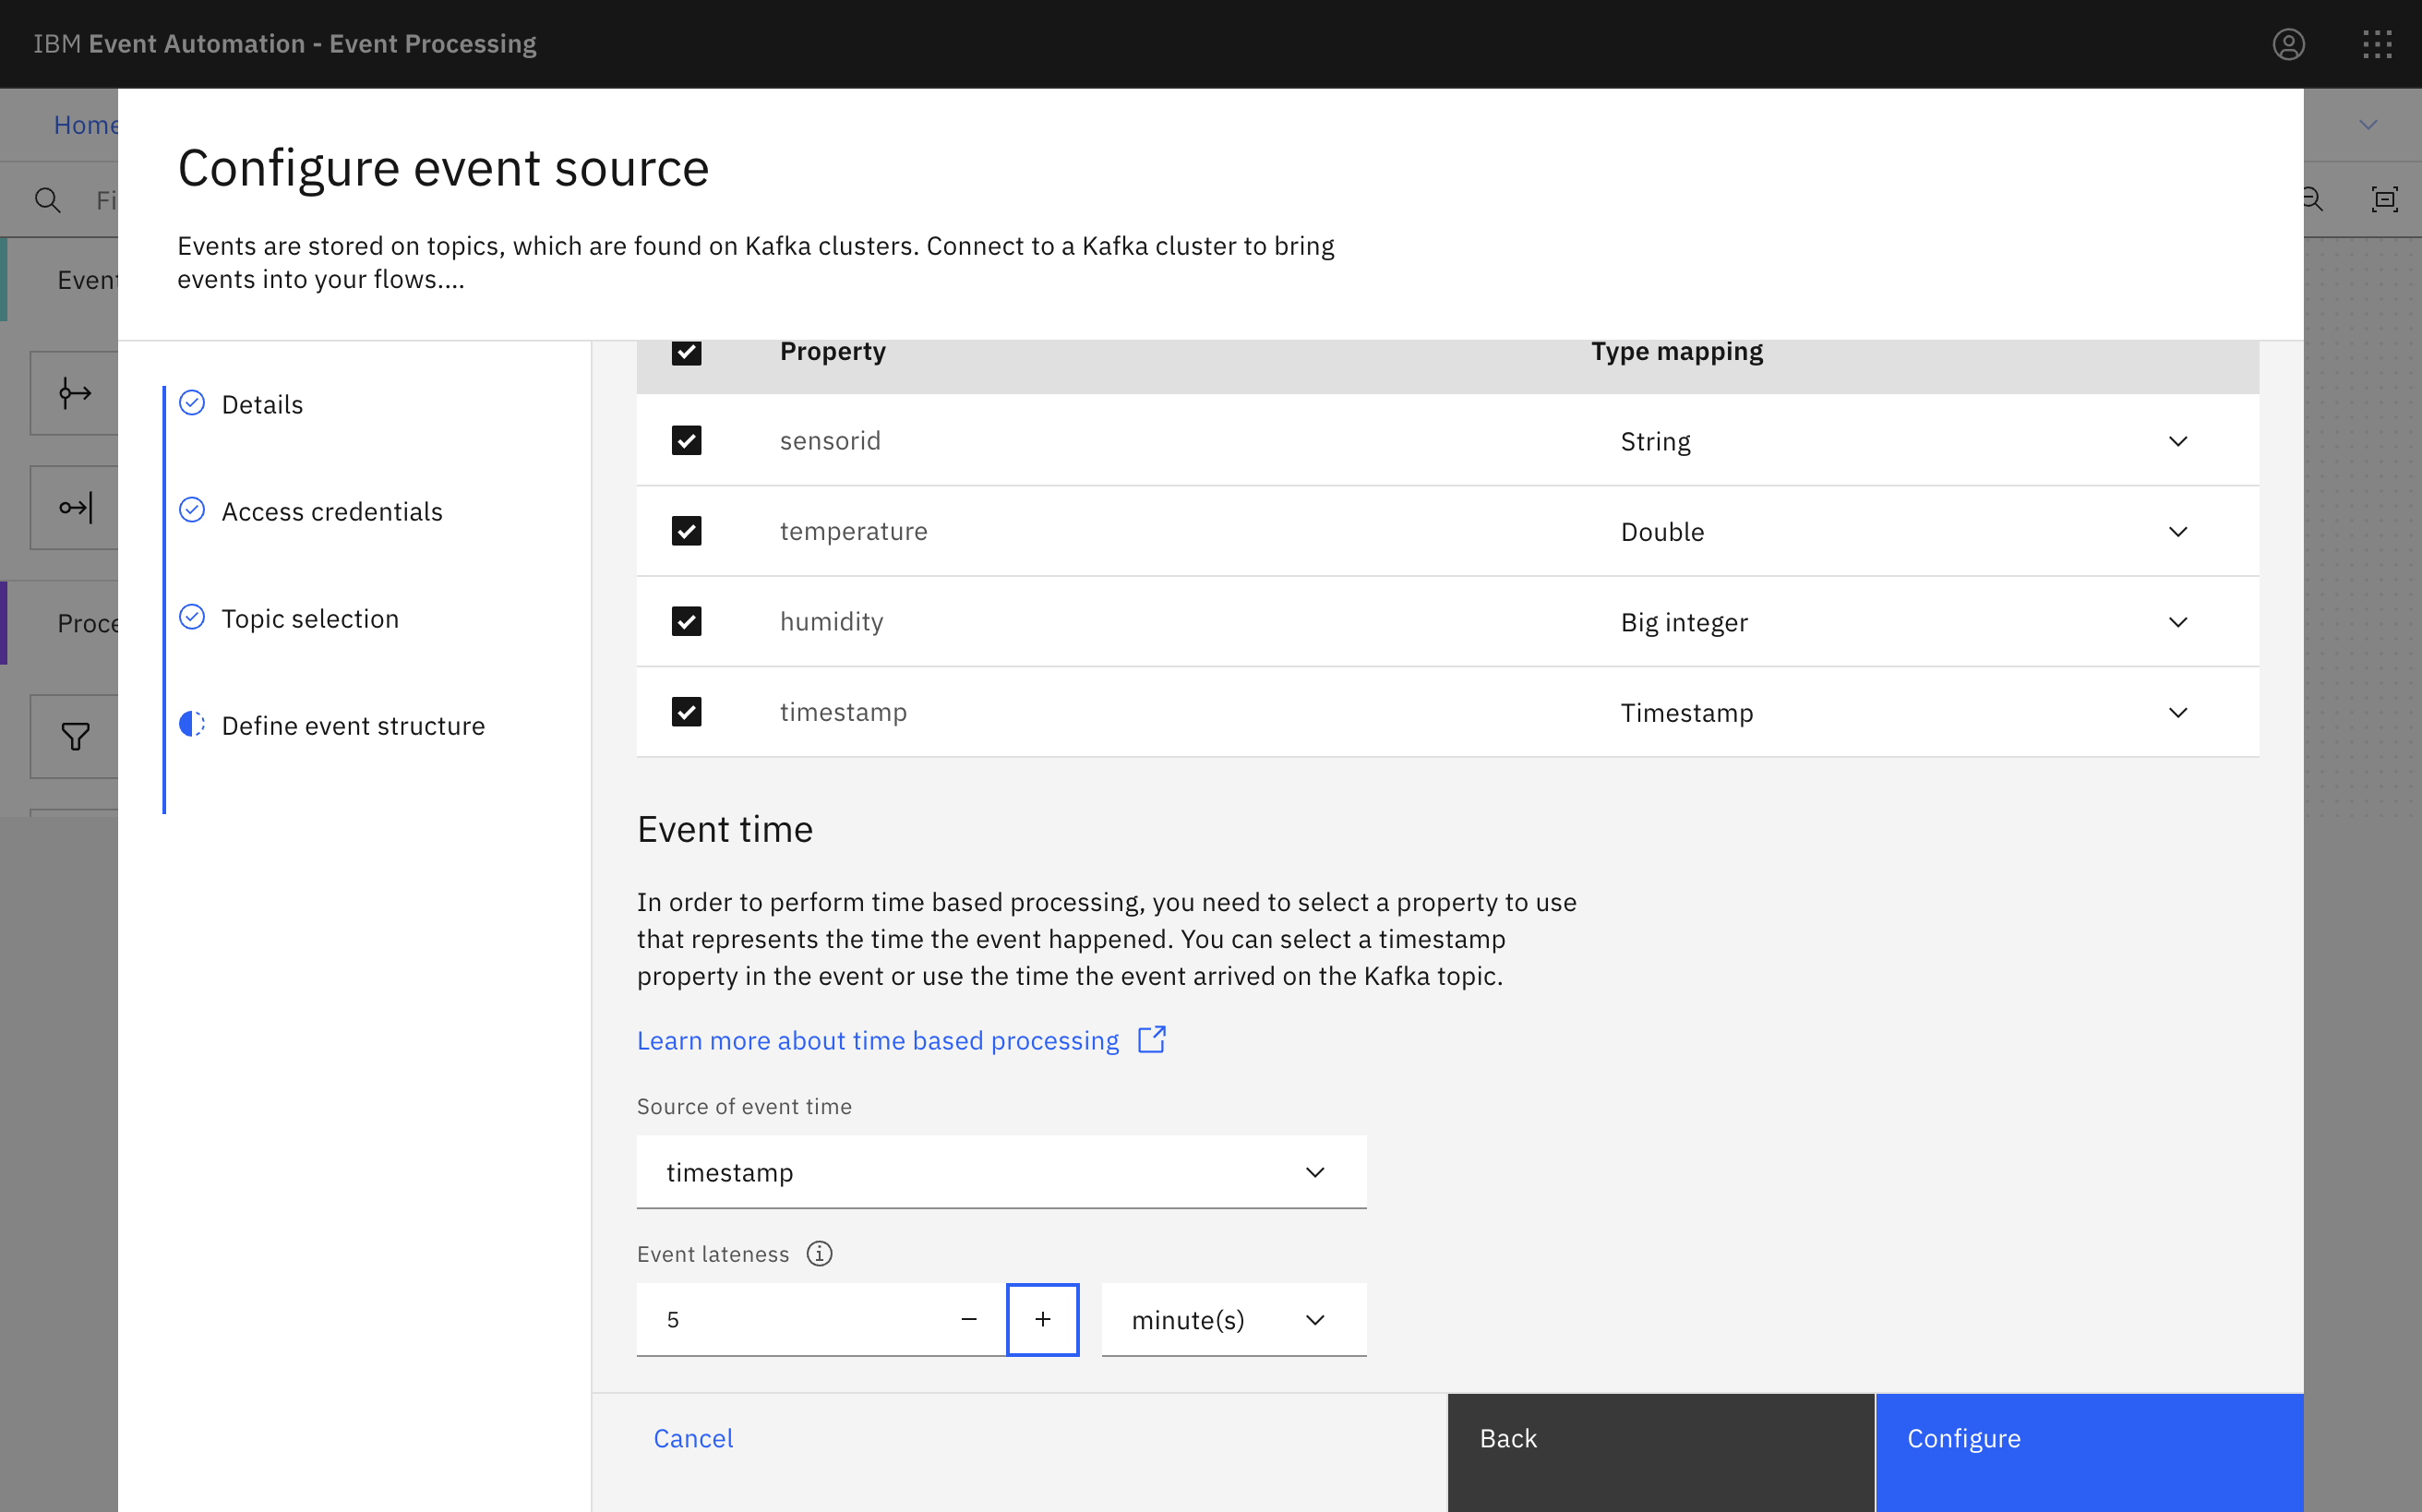 IBM Event Automation - Event Processing
Home
Configure event source
Fi
Events are stored on topics, which are found on Kafka clusters. Connect to a Kafka cluster to bring
events into your flows....
Event
Proce
Details
Access credentials
Topic selection
Define event structure
Property Type mapping
sensorid String
temperature Double
humidity Big integer
timestamp Timestamp
Event time
In order to perform time based processing, you need to select a property to use
that represents the time the event happened. You can select a timestamp
property in the event or use the time the event arrived on the Kafka topic.
Learn more about time based processing
Source of event time
timestamp
Event lateness
5 minute(s)
Cancel Back Configure